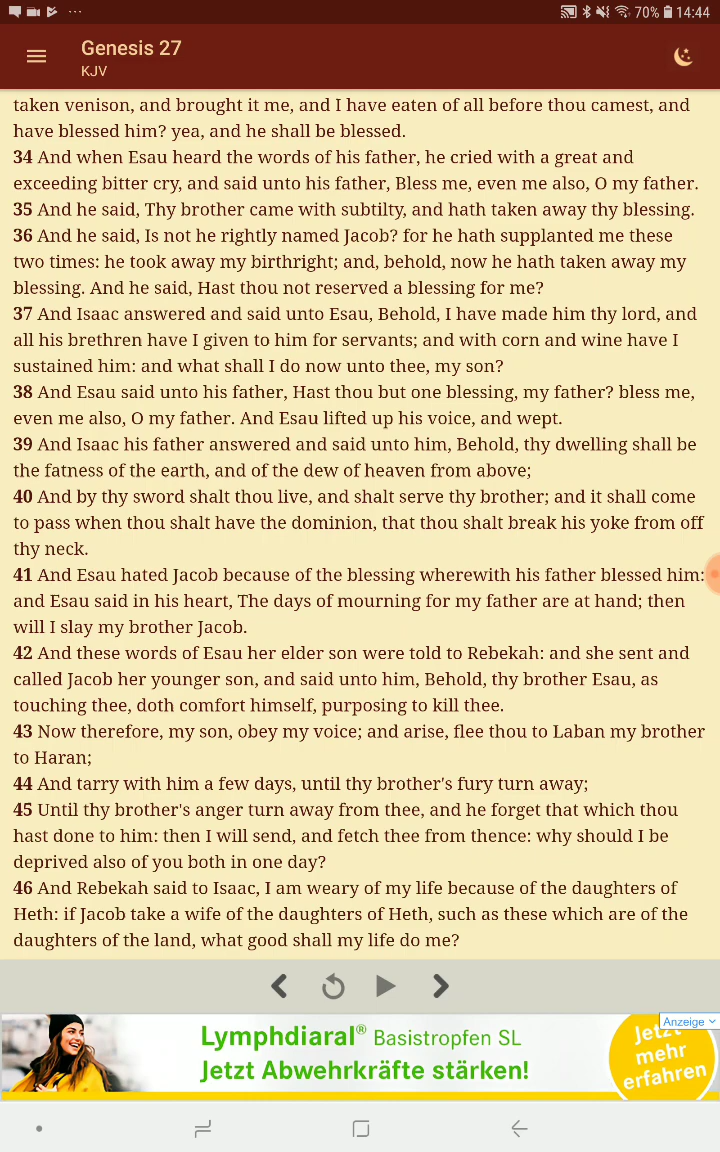 70% 14:44
Genesis 27
KJV
taken venison, and brought it me, and I have eaten of all before thou camest, and
have blessed him? yea, and he shall be blessed.
34 And when Esau heard the words of his father, he cried with a great and
exceeding bitter cry, and said unto his father, Bless me, even me also, O my father.
35 And he said, Thy brother came with subtilty, and hath taken away thy blessing.
36 And he said, Is not he rightly named Jacob? for he hath supplanted me these
two times: he took away my birthright; and, behold, now he hath taken away my
blessing. And he said, Hast thou not reserved a blessing for me?
37 And Isaac answered and said unto Esau, Behold, I have made him thy lord, and
all his brethren have I given to him for servants; and with corn and wine have I
sustained him: and what shall I do now unto thee, my son?
38 And Esau said unto his father, Hast thou but one blessing, my father? bless me,
even me also, O my father. And Esau lifted up his voice, and wept.
39 And Isaac his father answered and said unto him, Behold, thy dwelling shall be
the fatness of the earth, and of the dew of heaven from above;
40 And by thy sword shalt thou live, and shalt serve thy brother; and it shall come
to pass when thou shalt have the dominion, that thou shalt break his yoke from off
thy neck.
41 And Esau hated Jacob because of the blessing wherewith his father blessed him:
and Esau said in his heart, The days of mourning for my father are at hand; then
will I slay my brother Jacob.
42 And these words of Esau her elder son were told to Rebekah: and she sent and
called Jacob her younger son, and said unto him, Behold, thy brother Esau, as
touching thee, doth comfort himself, purposing to kill thee.
43 Now therefore, my son, obey my voice; and arise, flee thou to Laban my brother
to Haran;
44 And tarry with him a few days, until thy brother's fury turn away;
45 Until thy brother's anger turn away from thee, and he forget that which thou
hast done to him: then I will send, and fetch thee from thence: why should I be
deprived also of you both in one day?
46 And Rebekah said to Isaac, I am weary of my life because of the daughters of
Heth: if Jacob take a wife of the daughters of Heth, such as these which are of the
daughters of the land, what good shall my life do me?
Anzeige
Lymphdiaral® Basistropfen SL
Jetzt Abwehrkräfte stärken!
Jetzt
mehr
erfahren